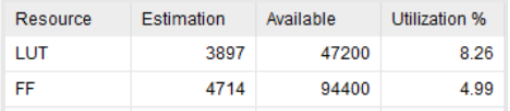 Resource Estimation Available Utilization %
LUT 3897 47200 8.26
FF 4714 94400 4.99